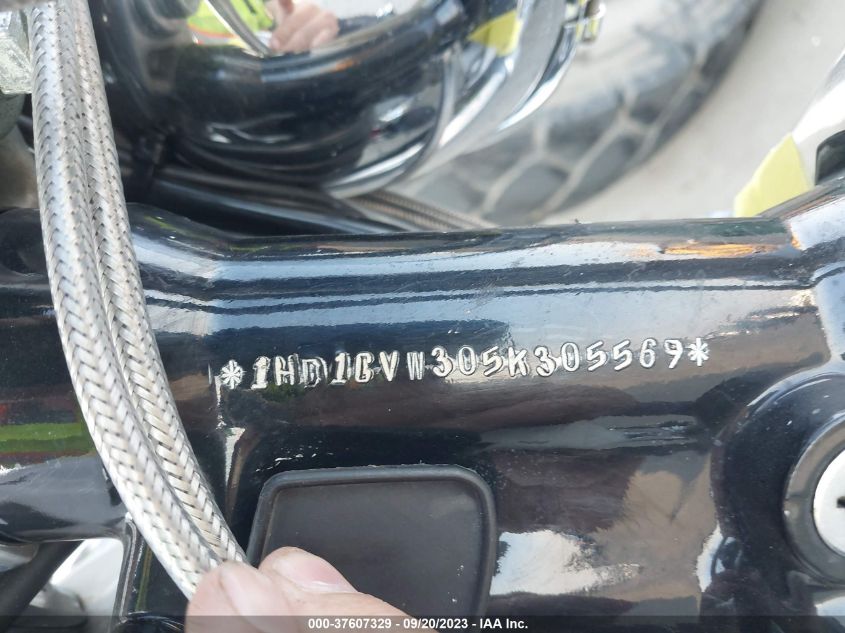 *1HD1GVW305K305569*
000-37607329 - 09/20/2023 - IAA Inc.